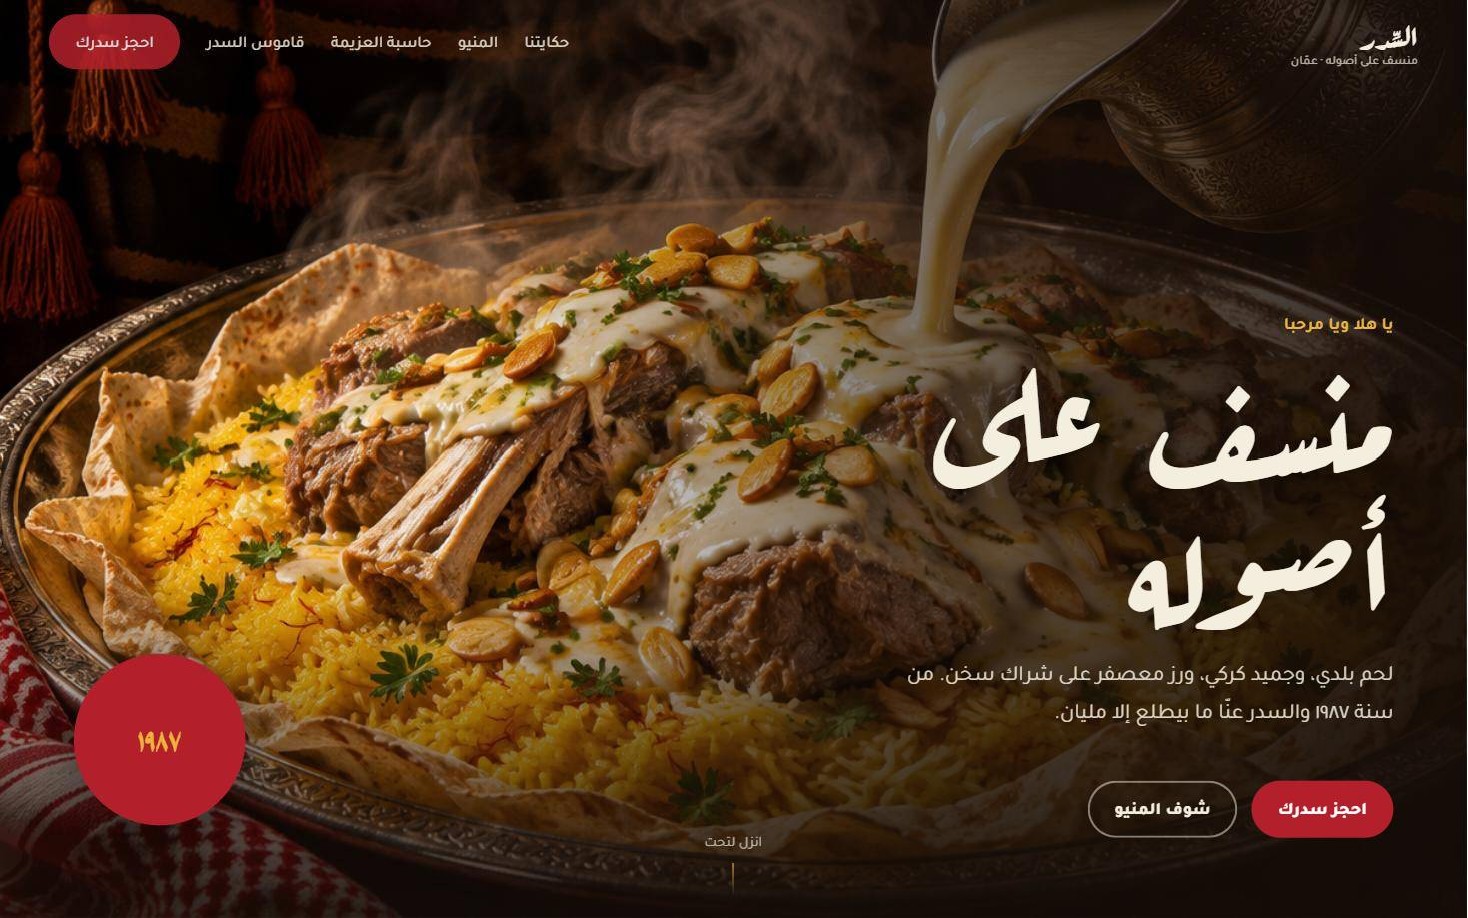 السِّدر
منسف على أصوله · عمّان
حكايتنا
المنيو
حاسبة العزيمة
قاموس السدر
احجز سدرك
يا هلا ويا مرحبا
منسف على
أصوله
لحم بلدي، وجميد كركي، ورز معصفر على شراك سخن. من
سنة ١٩٨٧ والسدر عنّا ما بيطلع إلا مليان.
احجز سدرك
شوف المنيو
١٩٨٧
انزل لتحت